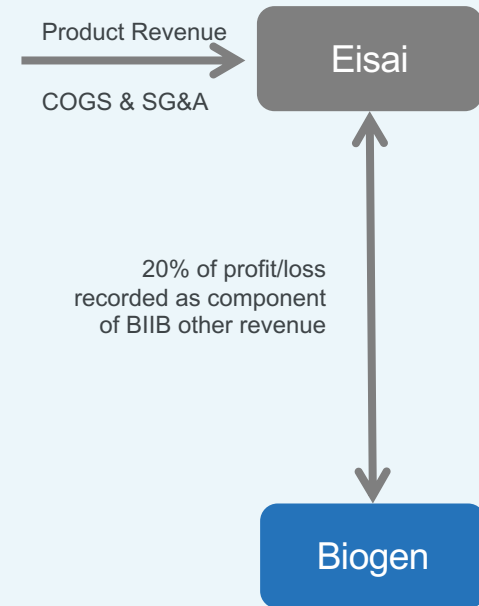 Product Revenue
Eisai
COGS & SG&A
20% of profit/loss
recorded as component
of BIIB other revenue
Biogen